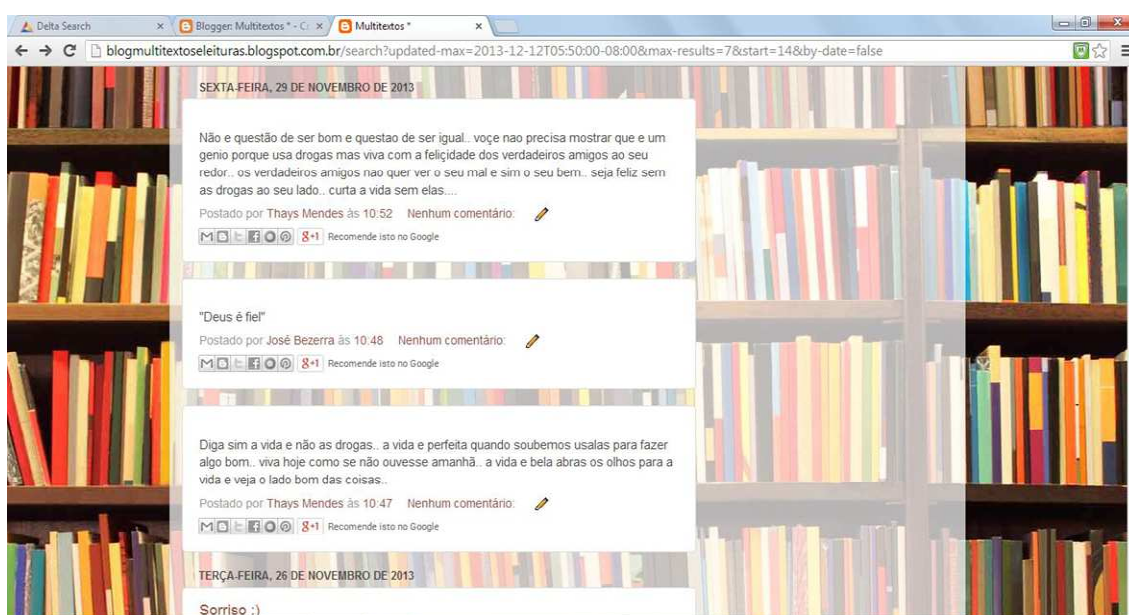 Delta Search
Blogger: Multitextos * - Cr
Multitextos *
blogmultitextoseleituras.blogspot.com.br/search?updated-max=2013-12-12T05:50:00-08:00&max-results=7&start=14&by-date=false
SEXTA-FEIRA, 29 DE NOVEMBRO DE 2013
Não e questão de ser bom e questao de ser igual.. voçe nao precisa mostrar que e um
genio porque usa drogas mas viva com a feliçidade dos verdadeiros amigos ao seu
redor.. os verdadeiros amigos nao quer ver o seu mal e sim o seu bem.. seja feliz sem
as drogas ao seu lado.. curta a vida sem elas....
Postado por Thays Mendes às 10:52 Nenhum comentário:
g+1 Recomende isto no Google
"Deus é fiel"
Postado por José Bezerra às 10:48 Nenhum comentário:
g+1 Recomende isto no Google
Diga sim a vida e não as drogas.. a vida e perfeita quando soubemos usalas para fazer
algo bom.. viva hoje como se não ouvesse amanhã.. a vida e bela abras os olhos para a
vida e veja o lado bom das coisas..
Postado por Thays Mendes às 10:47 Nenhum comentário:
g+1 Recomende isto no Google
TERÇA-FEIRA, 26 DE NOVEMBRO DE 2013
Sorriso :)